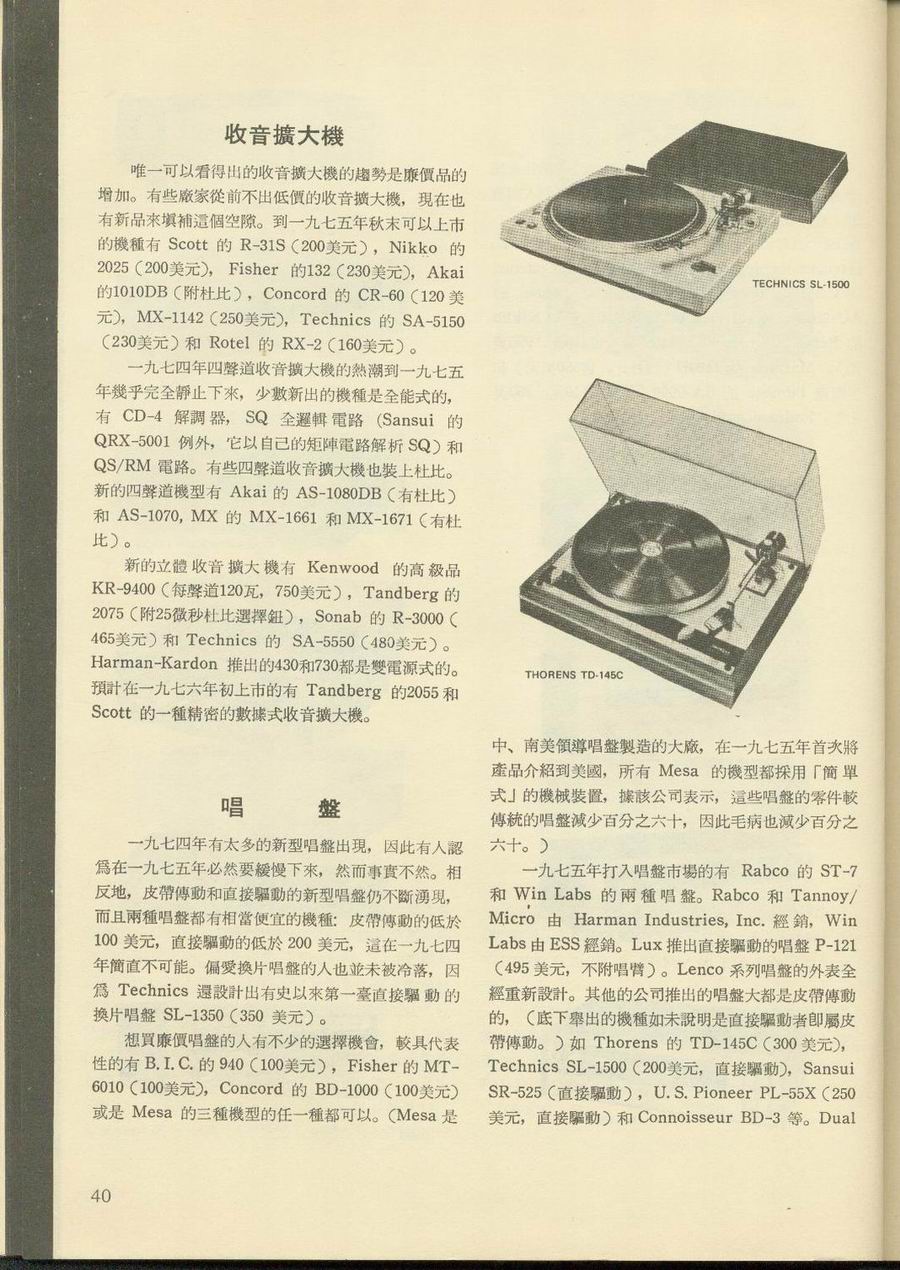 收音擴大機
唯一可以看得出的收音擴大機的趨勢是廉價品的
增加。有些廠家從前不出低價的收音擴大機，現在也
有新品來塡補這個空隙。到一九七五年秋末可以上市
的機種有 Scott 的 R-31S（200美元），Nikko 的
2025（200美元），Fisher 的132（230美元），Akai
的1010DB（附杜比），Concord 的 CR-60（120 美
元），MX-1142（250美元），Technics 的 SA-5150
（230美元）和 Rotel 的 RX-2（160美元）。
一九七四年四聲道收音擴大機的熱潮到一九七五
年幾乎完全靜止下來，少數新出的機種是全能式的，
有 CD-4 解調器，SQ 全邏輯電路（Sansui 的
QRX-5001 例外，它以自己的矩陣電路解析 SQ）和
QS/RM 電路。有些四聲道收音擴大機也裝上杜比。
新的四聲道機型有 Akai 的 AS-1080DB（有杜比）
和 AS-1070, MX 的 MX-1661 和 MX-1671（有杜
比）。
新的立體收音擴大機有 Kenwood 的高級品
KR-9400（每聲道120瓦，750美元），Tandberg 的
2075（附25微秒杜比選擇鈕），Sonab 的 R-3000（
465美元）和 Technics 的 SA-5550（480美元）。
Harman-Kardon 推出的430和730都是雙電源式的。
預計在一九七六年初上市的有 Tandberg 的2055 和
Scott 的一種精密的數據式收音擴大機。
唱盤
一九七四年有太多的新型唱盤出現，因此有人認
爲在一九七五年必然要緩慢下來，然而事實不然。相
反地，皮帶傳動和直接驅動的新型唱盤仍不斷湧現，
而且兩種唱盤都有相當便宜的機種：皮帶傳動的低於
100 美元，直接驅動的低於 200 美元，這在一九七四
年簡直不可能。偏愛換片唱盤的人也並未被冷落，因
爲 Technics 還設計出有史以來第一臺直接驅動的
換片唱盤 SL-1350（350 美元）。
想買廉價唱盤的人有不少的選擇機會，較具代表
性的有 B. I. C. 的 940（100美元），Fisher 的 MT-
6010（100美元），Concord 的 BD-1000（100美元）
或是 Mesa 的三種機型的任一種都可以。（Mesa 是
TECHNICS SL-1500
THORENS TD-145C
中、南美領導唱盤製造的大廠，在一九七五年首次將
產品介紹到美國，所有 Mesa 的機型都採用「簡單
式」的機械裝置，據該公司表示，這些唱盤的零件較
傳統的唱盤減少百分之六十，因此毛病也減少百分之
六十。）
一九七五年打入唱盤市場的有 Rabco 的 ST-7
和 Win Labs 的兩種唱盤。Rabco 和 Tannoy/
Micro 由 Harman Industries, Inc. 經銷，Win
Labs 由 ESS 經銷。Lux 推出直接驅動的唱盤 P-121
（495 美元，不附唱臂）。Lenco 系列唱盤的外表全
經重新設計。其他的公司推出的唱盤大都是皮帶傳動
的，（底下舉出的機種如未說明是直接驅動者卽屬皮
帶傳動。）如 Thorens 的 TD-145C（300 美元），
Technics SL-1500（200美元，直接驅動），Sansui
SR-525（直接驅動），U. S. Pioneer PL-55X（250
美元，直接驅動）和 Connoisseur BD-3 等。Dual
40